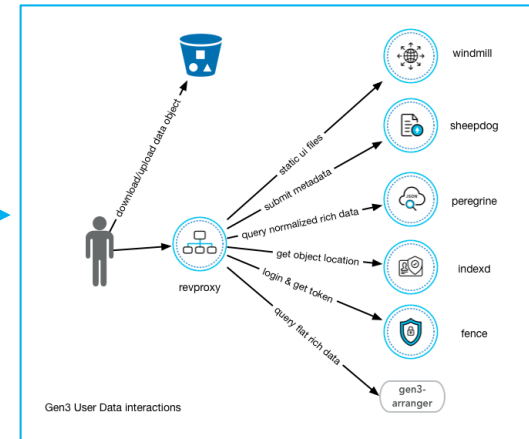 windmill
download/upload data object
static ui files
sheepdog
submit metadata
JSON
query normalized rich data
peregrine
get object location
indexd
revproxy
login & get token
fence
query flat rich data
gen3-
arranger
Gen3 User Data interactions